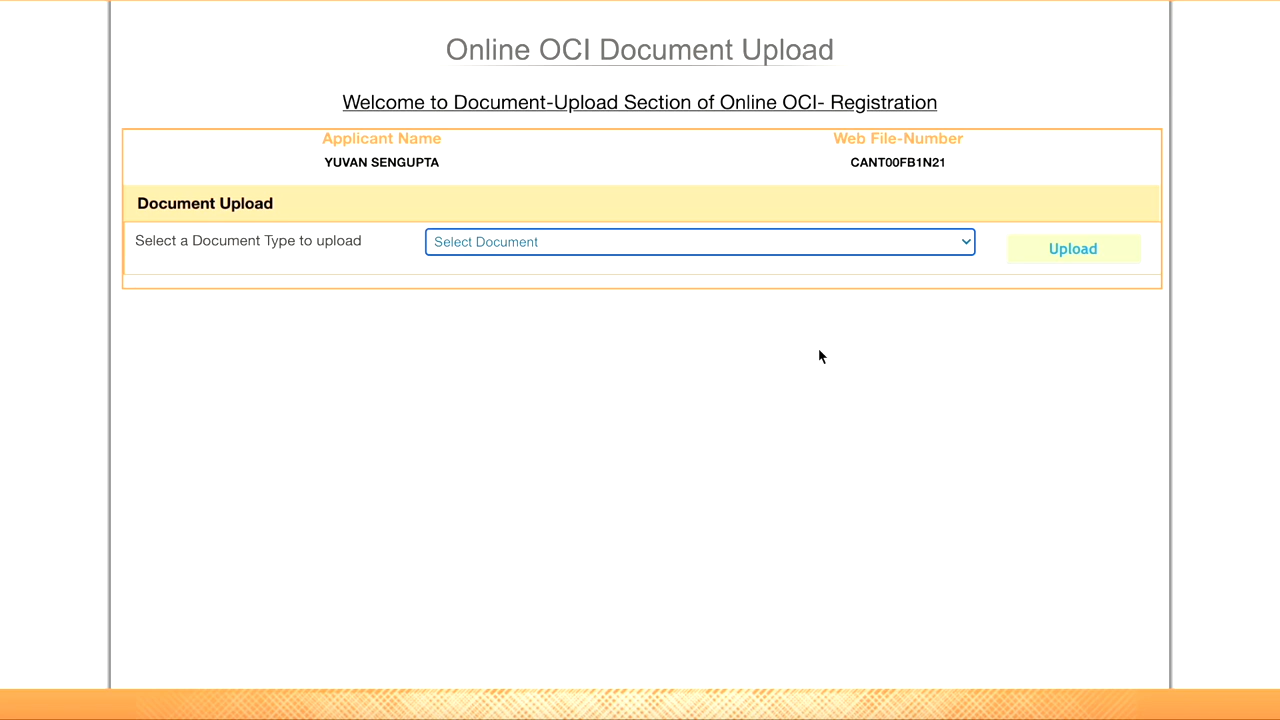 Online OCI Document Upload
Welcome to Document-Upload Section of Online OCI- Registration
Applicant Name
Web File-Number
YUVAN SENGUPTA
CANT00FB1N21
Document Upload
Select a Document Type to upload
Select Document
Upload